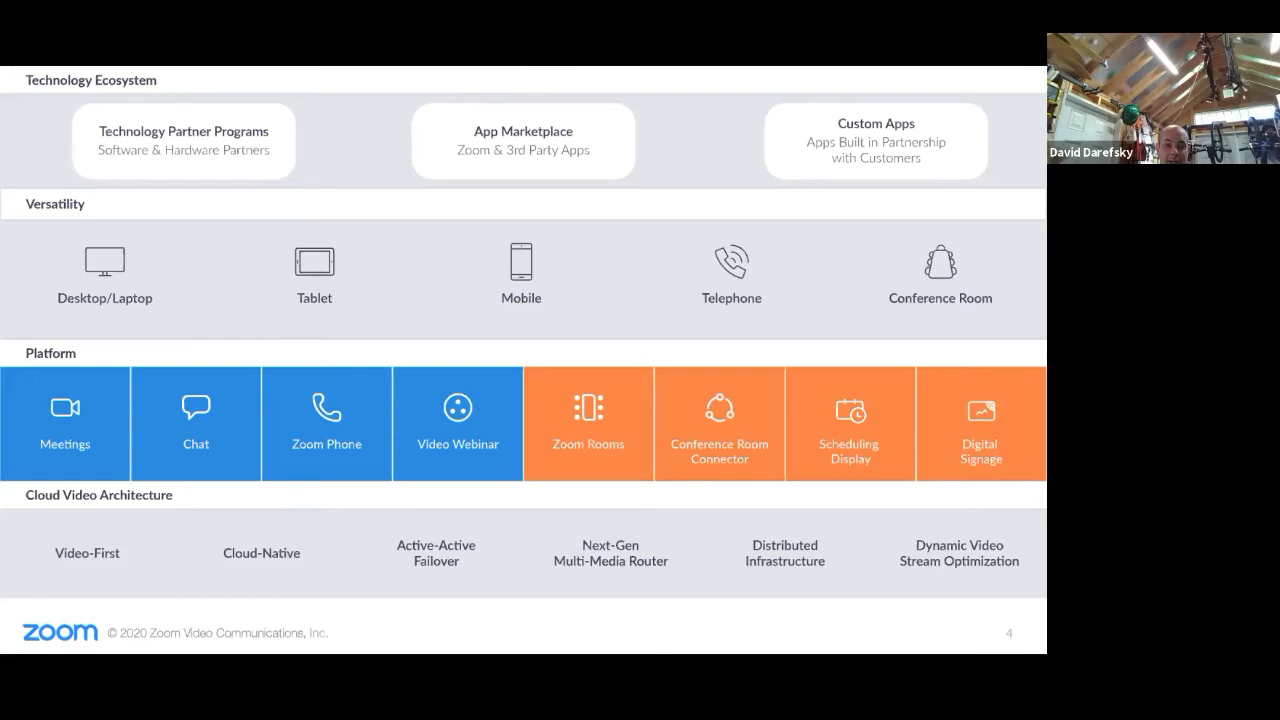 Technology Ecosystem
Technology Partner Programs
Software & Hardware Partners
App Marketplace
Zoom & 3rd Party Apps
Custom Apps
Apps Built in Partnership
with Customers
David Darefsky
Versatility
Desktop/Laptop
Tablet
Mobile
Telephone
Conference Room
Platform
Meetings
Chat
Zoom Phone
Video Webinar
Zoom Rooms
Conference Room
Connector
Scheduling
Display
Digital
Signage
Cloud Video Architecture
Video-First
Cloud-Native
Active-Active
Failover
Next-Gen
Multi-Media Router
Distributed
Infrastructure
Dynamic Video
Stream Optimization
zoom © 2020 Zoom Video Communications, Inc.
4